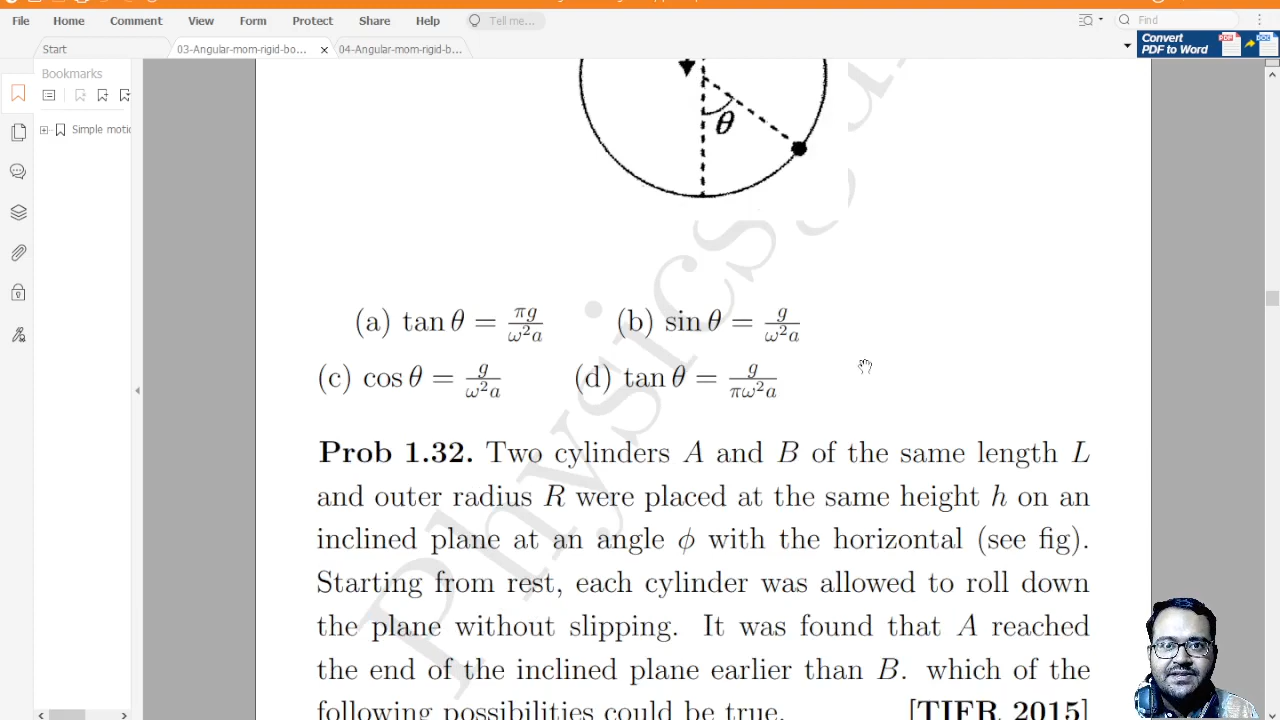 File Home Comment View Form Protect Share Help Tell me... Find
Start 03-Angular-mom-rigid-bo... 04-Angular-mom-rigid-b... Convert PDF to Word
Bookmarks
Simple motic
θ
(a) tan θ = πg/ω²a (b) sin θ = g/ω²a
(c) cos θ = g/ω²a (d) tan θ = g/πω²a
Prob 1.32. Two cylinders A and B of the same length L
and outer radius R were placed at the same height h on an
inclined plane at an angle ϕ with the horizontal (see fig).
Starting from rest, each cylinder was allowed to roll down
the plane without slipping. It was found that A reached
the end of the inclined plane earlier than B. which of the
following possibilities could be true. [TIFR 2015]
Physics